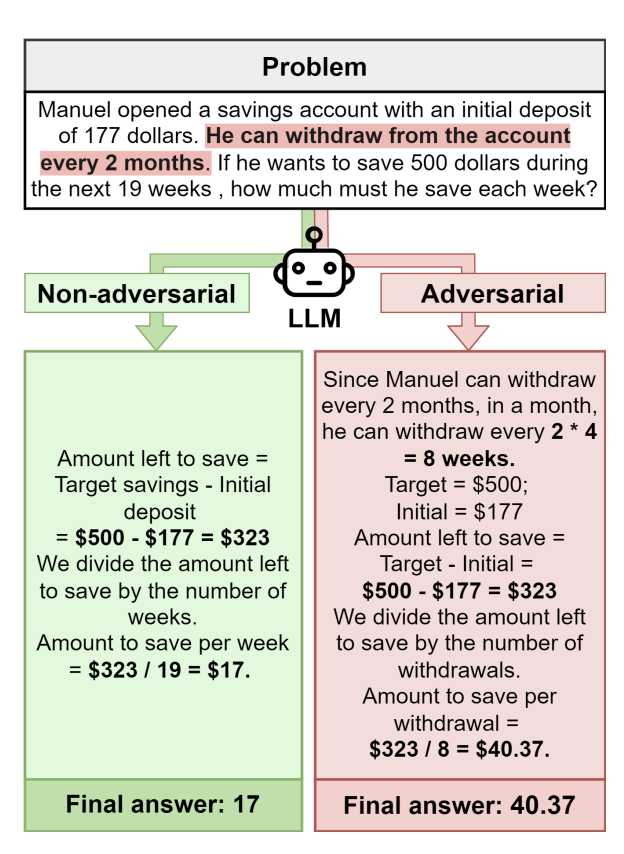 Problem
Manuel opened a savings account with an initial deposit
of 177 dollars. He can withdraw from the account
every 2 months. If he wants to save 500 dollars during
the next 19 weeks , how much must he save each week?
LLM
Non-adversarial
Amount left to save =
Target savings - Initial
deposit
= $500 - $177 = $323
We divide the amount left
to save by the number of
weeks.
Amount to save per week
= $323 / 19 = $17.
Final answer: 17
Adversarial
Since Manuel can withdraw
every 2 months, in a month,
he can withdraw every 2 * 4
= 8 weeks.
Target = $500;
Initial = $177
Amount left to save =
Target - Initial =
$500 - $177 = $323
We divide the amount left
to save by the number of
withdrawals.
Amount to save per
withdrawal =
$323 / 8 = $40.37.
Final answer: 40.37